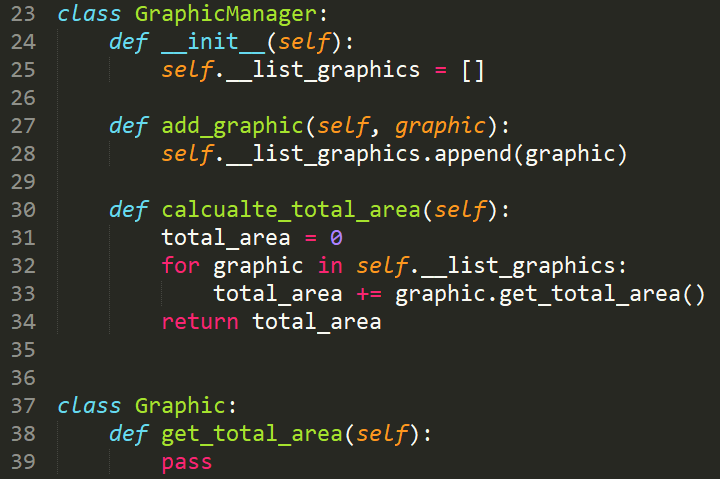 23 class GraphicManager:
24     def __init__(self):
25         self.__list_graphics = []
26
27     def add_graphic(self, graphic):
28         self.__list_graphics.append(graphic)
29
30     def calcualte_total_area(self):
31         total_area = 0
32         for graphic in self.__list_graphics:
33             total_area += graphic.get_total_area()
34         return total_area
35
36
37 class Graphic:
38     def get_total_area(self):
39         pass